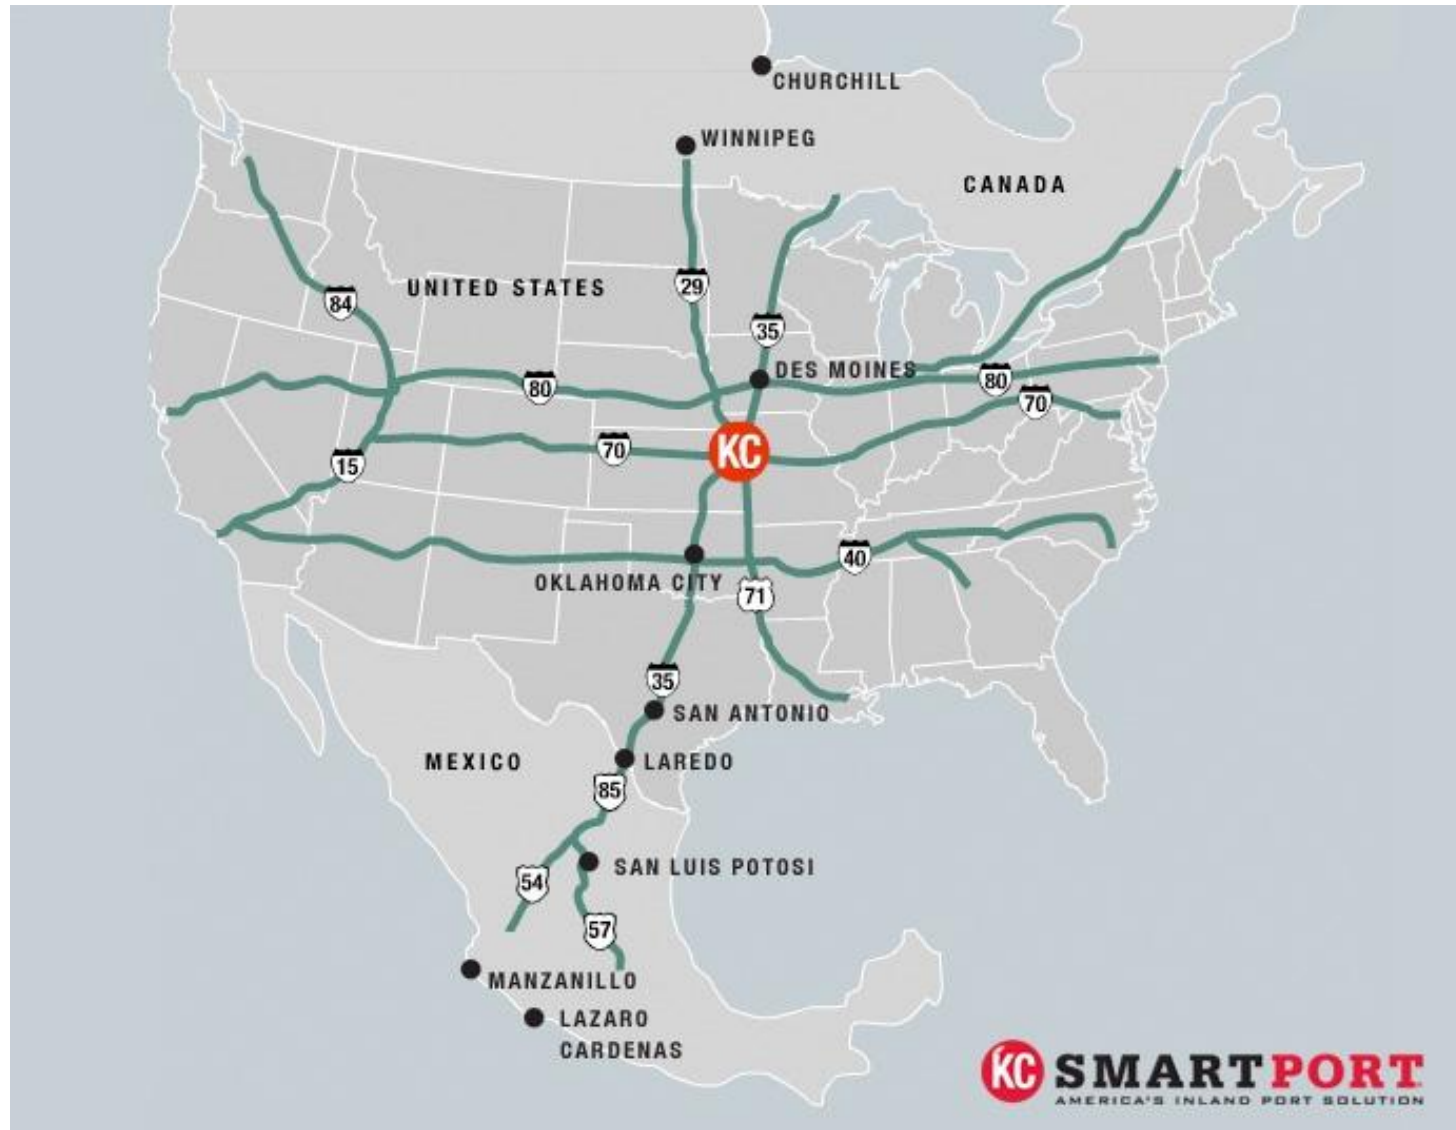 CHURCHILL
WINNIPEG
CANADA
UNITED STATES
29
84
35
DES MOINES
80
80
70
KC
70
15
40
OKLAHOMA CITY
71
35
SAN ANTONIO
MEXICO
LAREDO
85
SAN LUIS POTOSI
54
57
MANZANILLO
LAZARO
CARDENAS
KC SMARTPORT
AMERICA'S INLAND PORT SOLUTION